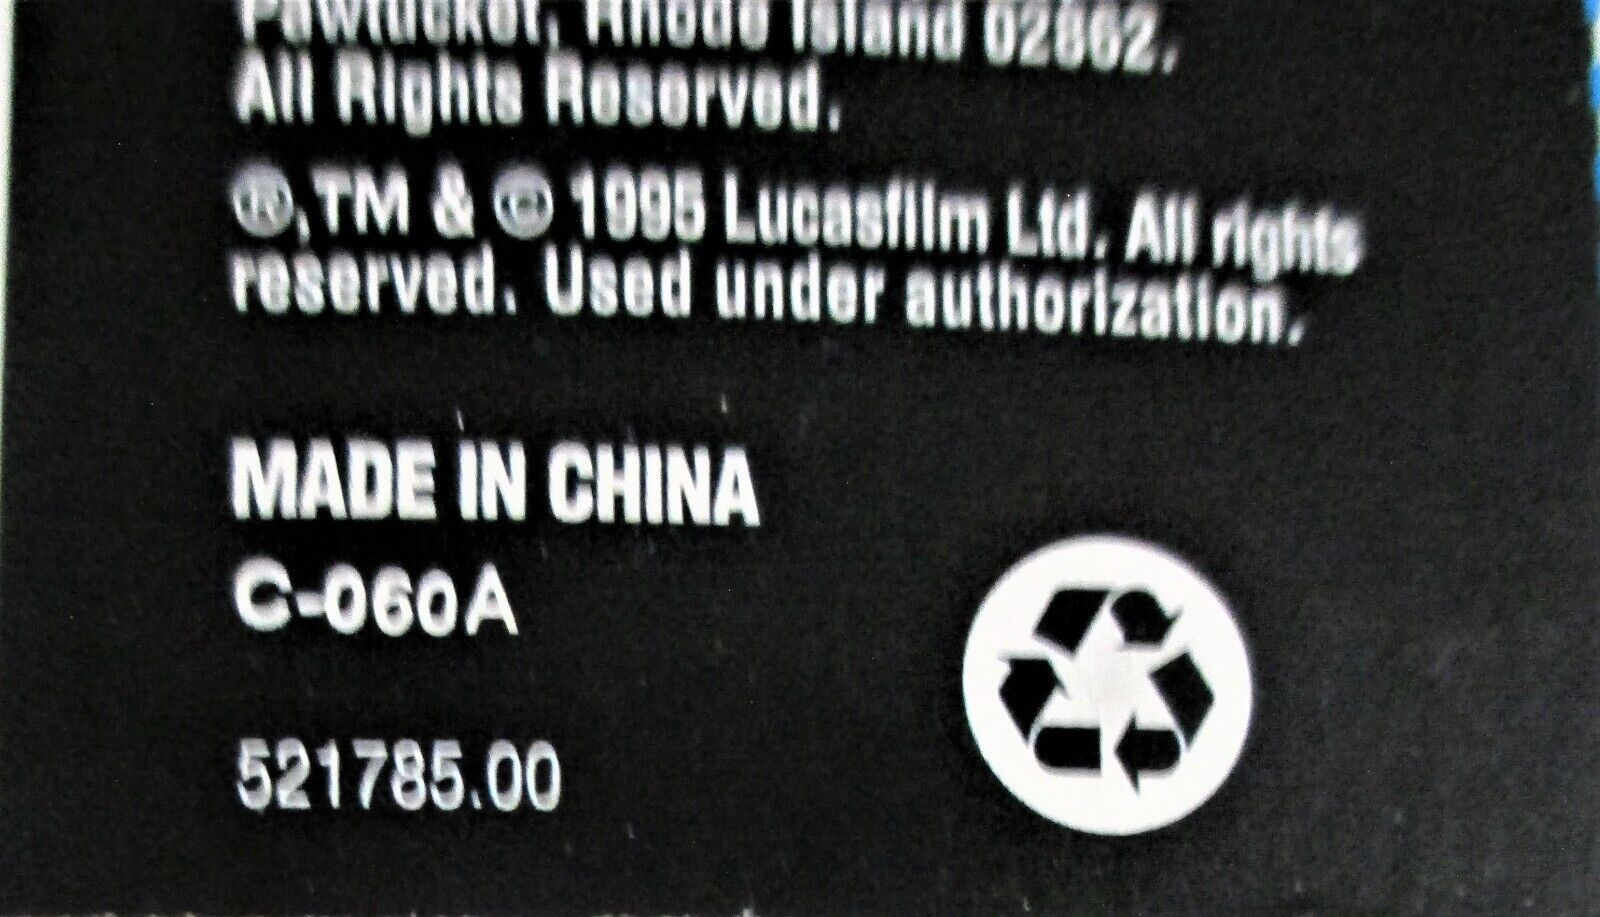 Pawtucket, Rhode Island 02862.
All Rights Reserved.
®,TM & © 1995 Lucasfilm Ltd. All rights
reserved. Used under authorization.
MADE IN CHINA
C-060A
521785.00